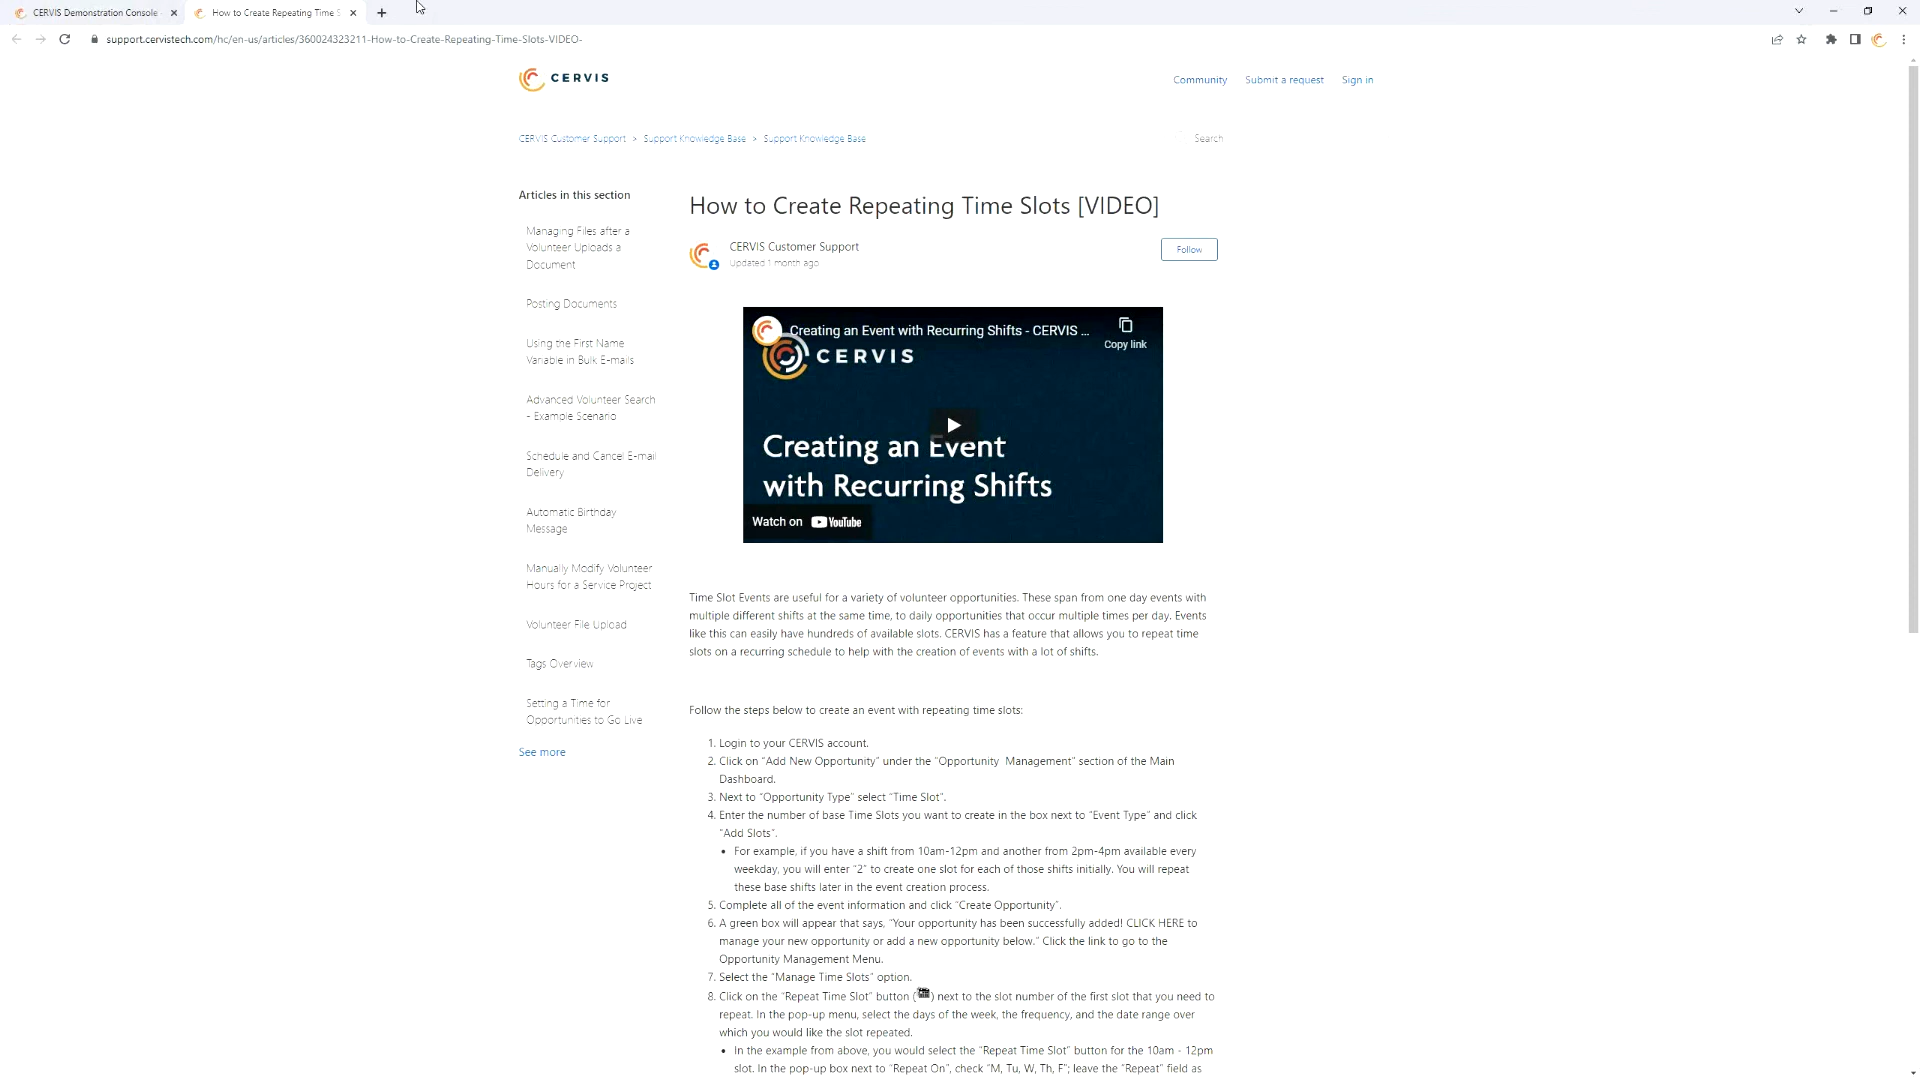 CERVIS Demonstration Console -
How to Create Repeating Time S
support.cervistech.com/hc/en-us/articles/360024323211-How-to-Create-Repeating-Time-Slots-VIDEO-
CERVIS
Community Submit a request Sign in
CERVIS Customer Support > Support Knowledge Base > Support Knowledge Base
Search
Articles in this section
Managing Files after a
Volunteer Uploads a
Document
Posting Documents
Using the First Name
Variable in Bulk E-mails
Advanced Volunteer Search
- Example Scenario
Schedule and Cancel E-mail
Delivery
Automatic Birthday
Message
Manually Modify Volunteer
Hours for a Service Project
Volunteer File Upload
Tags Overview
Setting a Time for
Opportunities to Go Live
See more
How to Create Repeating Time Slots [VIDEO]
CERVIS Customer Support
Updated 1 month ago
Follow
Creating an Event with Recurring Shifts - CERVIS ...
Copy link
CERVIS
Creating an Event
with Recurring Shifts
Watch on YouTube
Time Slot Events are useful for a variety of volunteer opportunities. These span from one day events with
multiple different shifts at the same time, to daily opportunities that occur multiple times per day. Events
like this can easily have hundreds of available slots. CERVIS has a feature that allows you to repeat time
slots on a recurring schedule to help with the creation of events with a lot of shifts.
Follow the steps below to create an event with repeating time slots:
1. Login to your CERVIS account.
2. Click on "Add New Opportunity" under the "Opportunity Management" section of the Main
Dashboard.
3. Next to "Opportunity Type" select "Time Slot".
4. Enter the number of base Time Slots you want to create in the box next to "Event Type" and click
"Add Slots".
• For example, if you have a shift from 10am-12pm and another from 2pm-4pm available every
weekday, you will enter "2" to create one slot for each of those shifts initially. You will repeat
these base shifts later in the event creation process.
5. Complete all of the event information and click "Create Opportunity".
6. A green box will appear that says, "Your opportunity has been successfully added! CLICK HERE to
manage your new opportunity or add a new opportunity below." Click the link to go to the
Opportunity Management Menu.
7. Select the "Manage Time Slots" option.
8. Click on the "Repeat Time Slot" button ( ) next to the slot number of the first slot that you need to
repeat. In the pop-up menu, select the days of the week, the frequency, and the date range over
which you would like the slot repeated.
• In the example from above, you would select the "Repeat Time Slot" button for the 10am - 12pm
slot. In the pop-up box next to "Repeat On", check "M, Tu, W, Th, F"; leave the "Repeat" field as